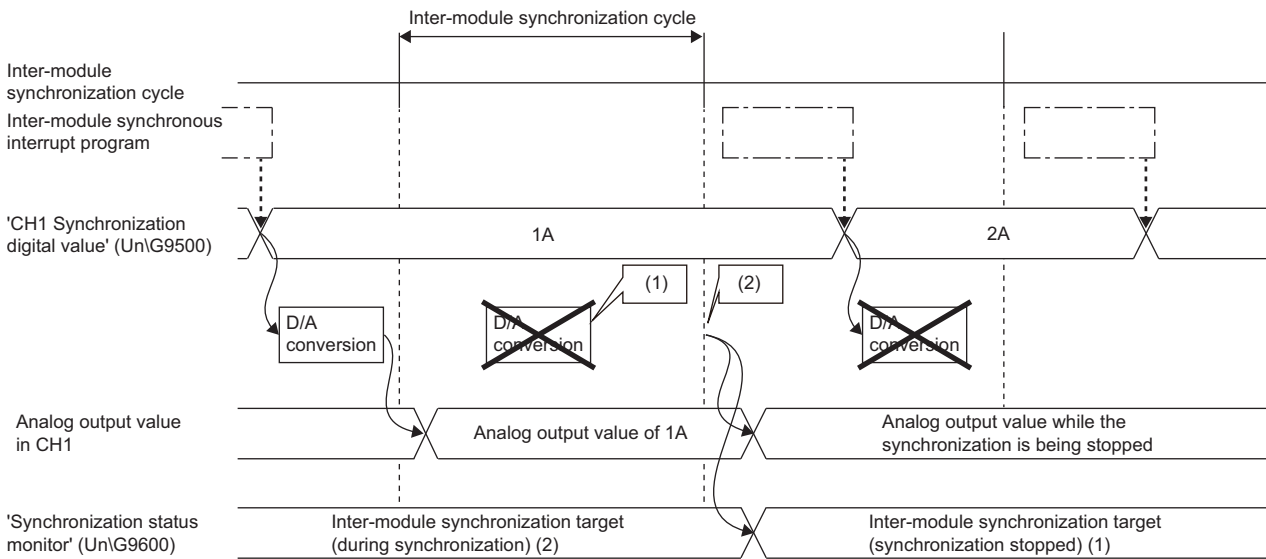 Inter-module synchronization cycle
Inter-module
synchronization cycle
Inter-module synchronous
interrupt program
'CH1 Synchronization
digital value' (Un\G9500)
1A
2A
(1)
(2)
D/A
conversion
D/A
conversion
D/A
conversion
Analog output value
in CH1
Analog output value of 1A
Analog output value while the
synchronization is being stopped
'Synchronization status
monitor' (Un\G9600)
Inter-module synchronization target
(during synchronization) (2)
Inter-module synchronization target
(synchronization stopped) (1)